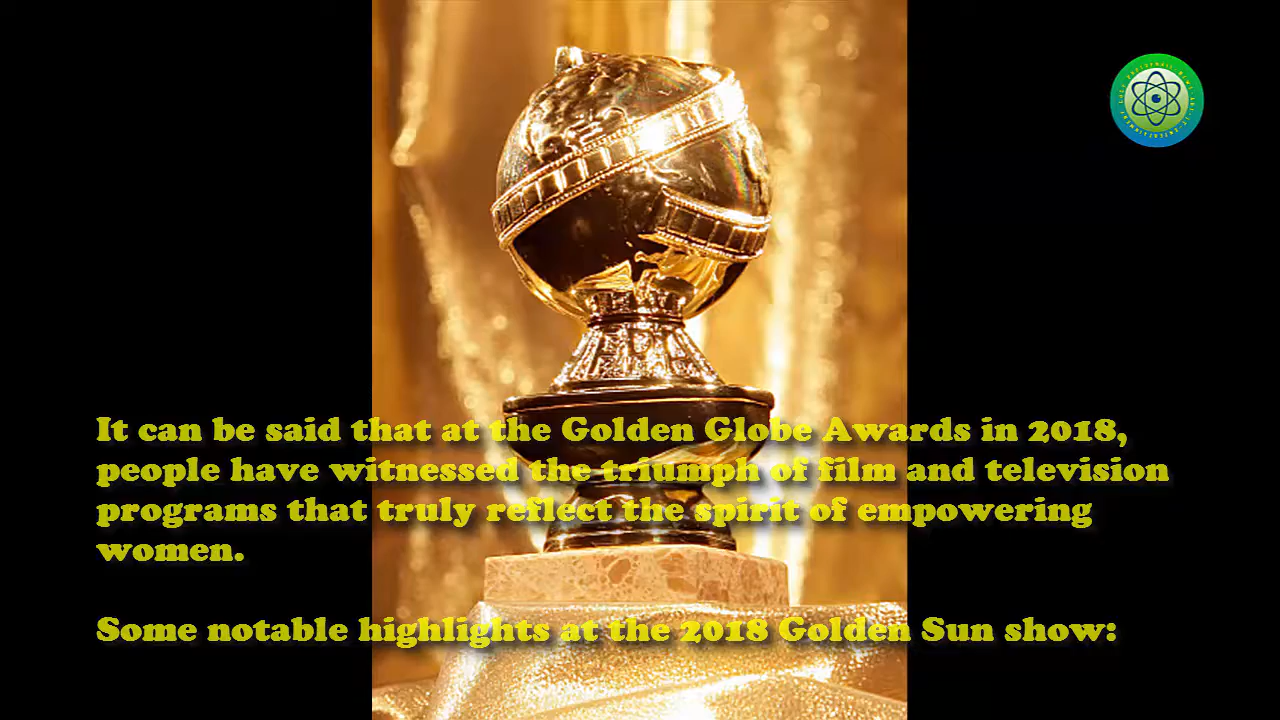 It can be said that at the Golden Globe Awards in 2018,
people have witnessed the triumph of film and television
programs that truly reflect the spirit of empowering
women.
Some notable highlights at the 2018 Golden Sun show: